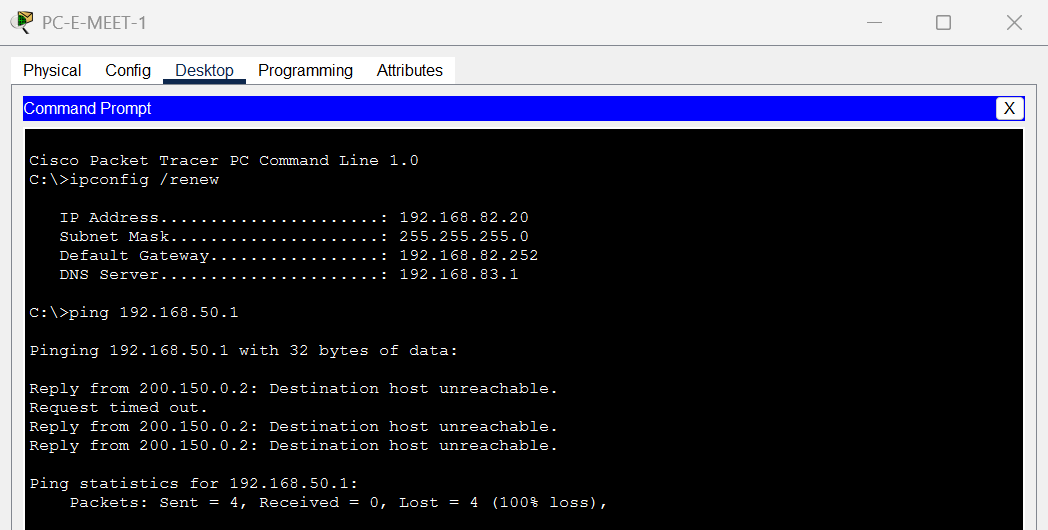 PC-E-MEET-1
Physical Config Desktop Programming Attributes
Command Prompt X
Cisco Packet Tracer PC Command Line 1.0
C:\>ipconfig /renew
IP Address......................: 192.168.82.20
Subnet Mask.....................: 255.255.255.0
Default Gateway.................: 192.168.82.252
DNS Server......................: 192.168.83.1
C:\>ping 192.168.50.1
Pinging 192.168.50.1 with 32 bytes of data:
Reply from 200.150.0.2: Destination host unreachable.
Request timed out.
Reply from 200.150.0.2: Destination host unreachable.
Reply from 200.150.0.2: Destination host unreachable.
Ping statistics for 192.168.50.1:
Packets: Sent = 4, Received = 0, Lost = 4 (100% loss),